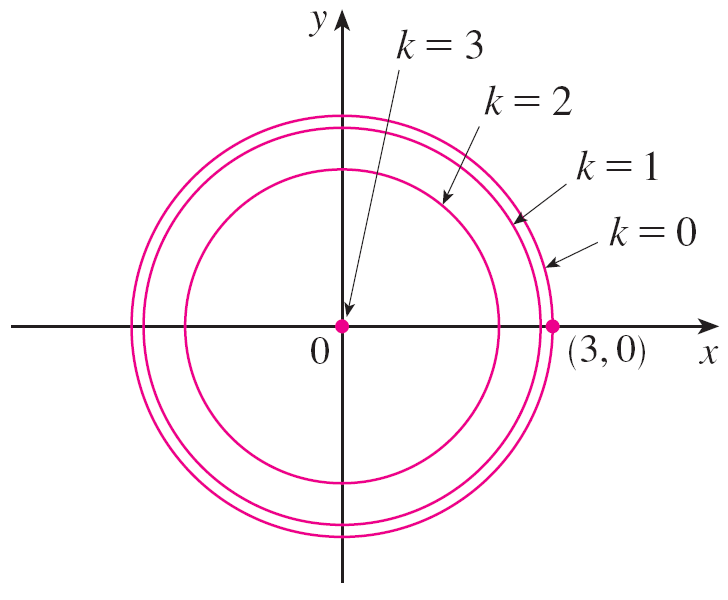 y
k = 3
k = 2
k = 1
k = 0
0
(3, 0)
x